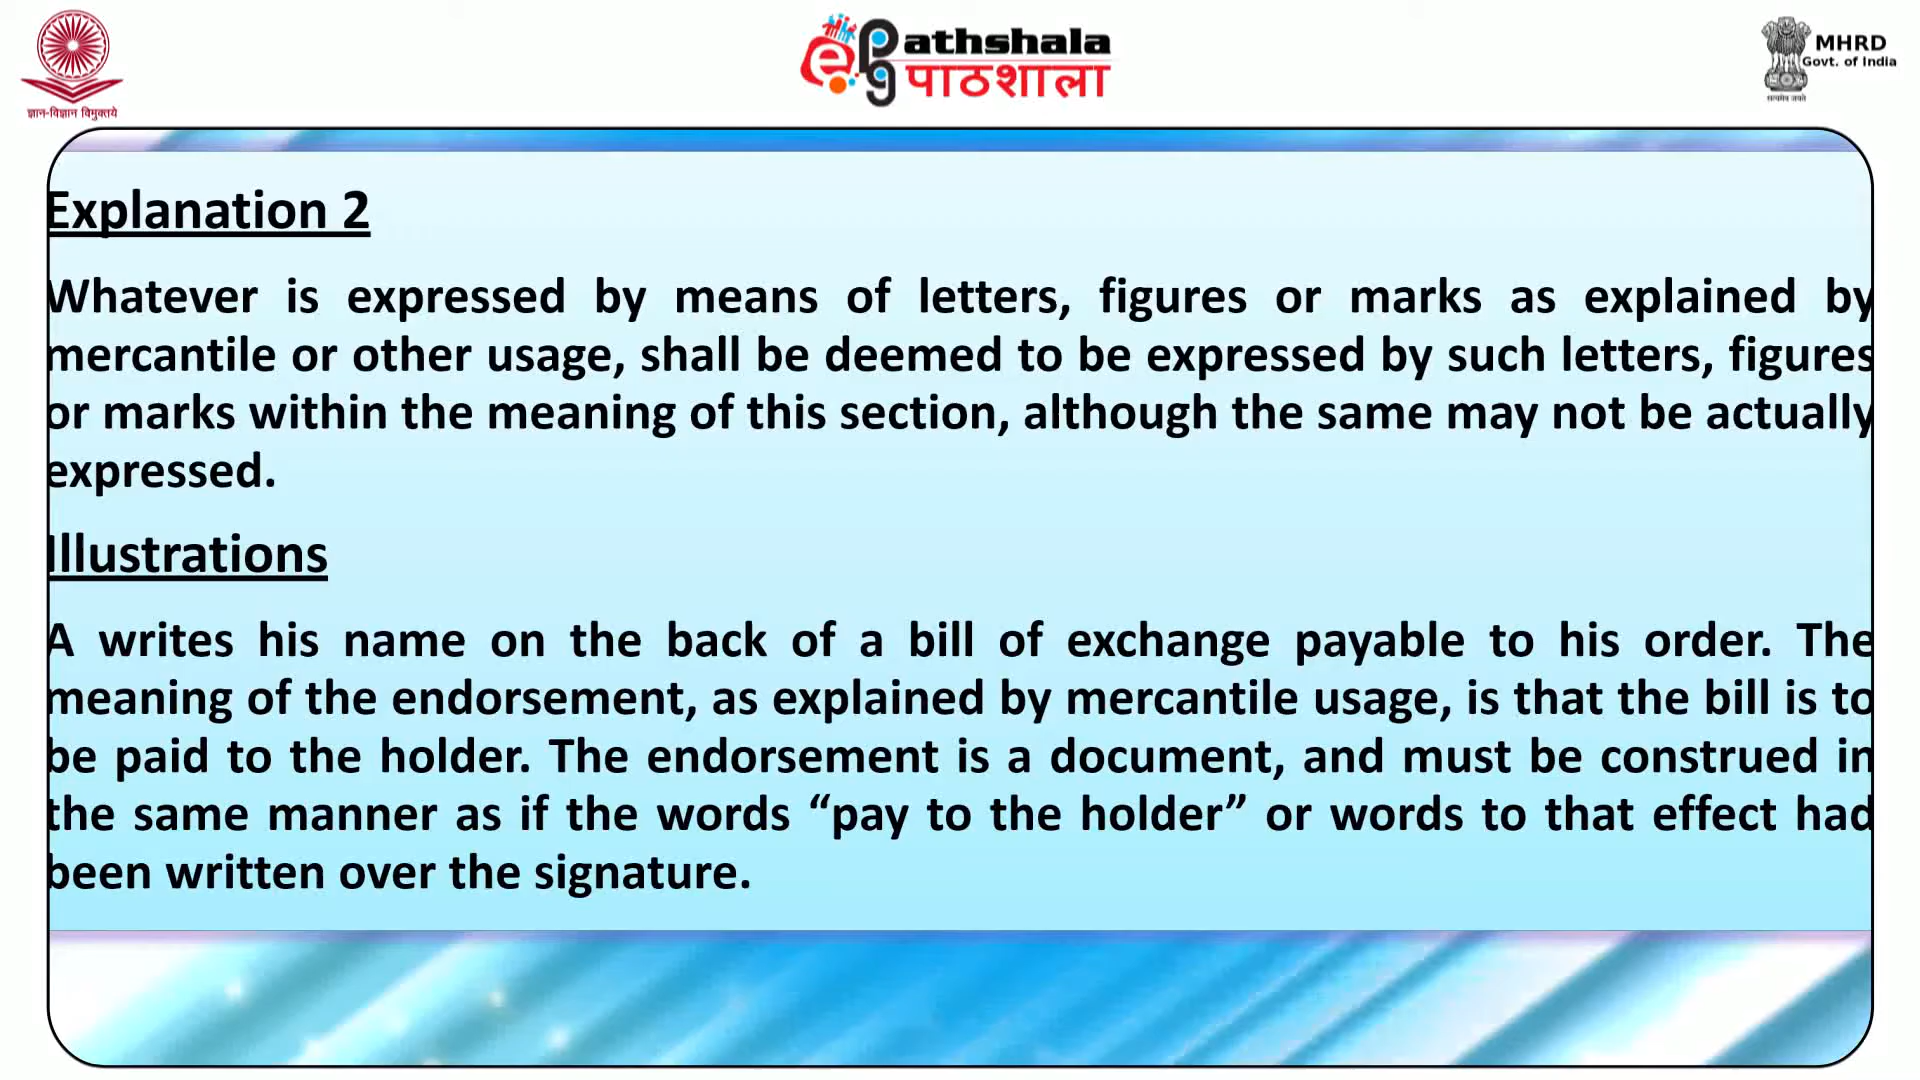 ज्ञान-विज्ञान विमुक्तये
ePathshala
पाठशाला
MHRD
Govt. of India
सत्यमेव जयते
Explanation 2
Whatever is expressed by means of letters, figures or marks as explained by
mercantile or other usage, shall be deemed to be expressed by such letters, figures
or marks within the meaning of this section, although the same may not be actually
expressed.
Illustrations
A writes his name on the back of a bill of exchange payable to his order. The
meaning of the endorsement, as explained by mercantile usage, is that the bill is to
be paid to the holder. The endorsement is a document, and must be construed in
the same manner as if the words “pay to the holder” or words to that effect had
been written over the signature.